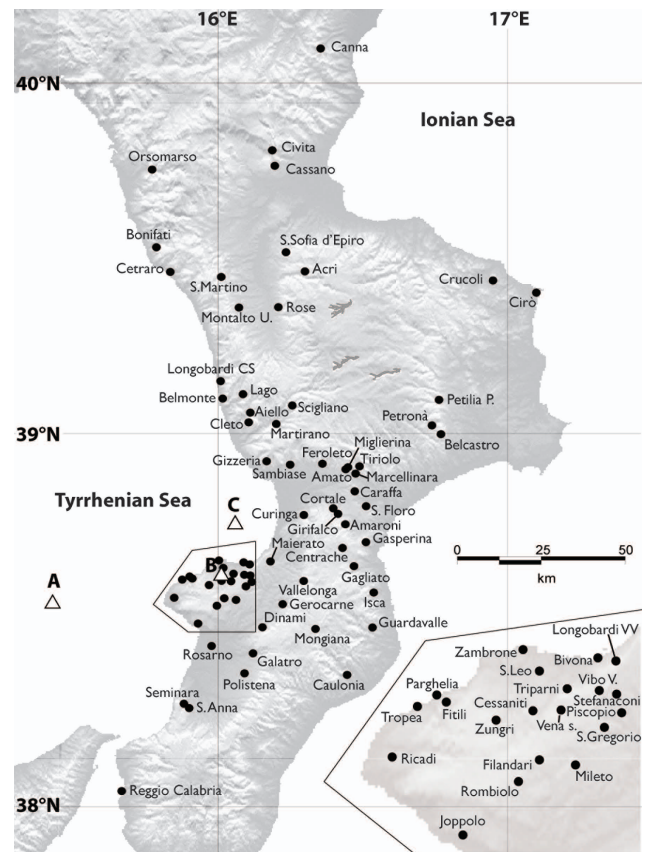 16°E
17°E
Canna
40°N
Ionian Sea
Civita
Orsomarso
Cassano
Bonifati
S.Sofia d'Epiro
Cetraro
Acri
S.Martino
Crucoli
Cirò
Montalto U.
Rose
Longobardi CS
Lago
Belmonte
Petilia P.
Aiello
Scigliano
Cleto
Petronà
Martirano
39°N
Belcastro
Miglierina
Feroleto
Tiriolo
Gizzeria
Sambiase
Amato
Marcellinara
Tyrrhenian Sea
C
Cortale
Caraffa
Curinga
S. Floro
Girifalco
Amaroni
Maierato
Gasperina
Centrache
0 25 50
km
B
A
Gagliato
Vallelonga
Gerocarne
Isca
Dinami
Mongiana
Guardavalle
Rosarno
Galatro
Polistena
Caulonia
Seminara
S.Anna
Reggio Calabria
38°N
Longobardi VV
Zambrone
Bivona
S.Leo
Parghelia
Triparni
Vibo V.
Cessaniti
Stefanaconi
Tropea
Fitili
Piscopio
Zungri
Vena s.
S.Gregorio
Ricadi
Filandari
Mileto
Rombiolo
Joppolo